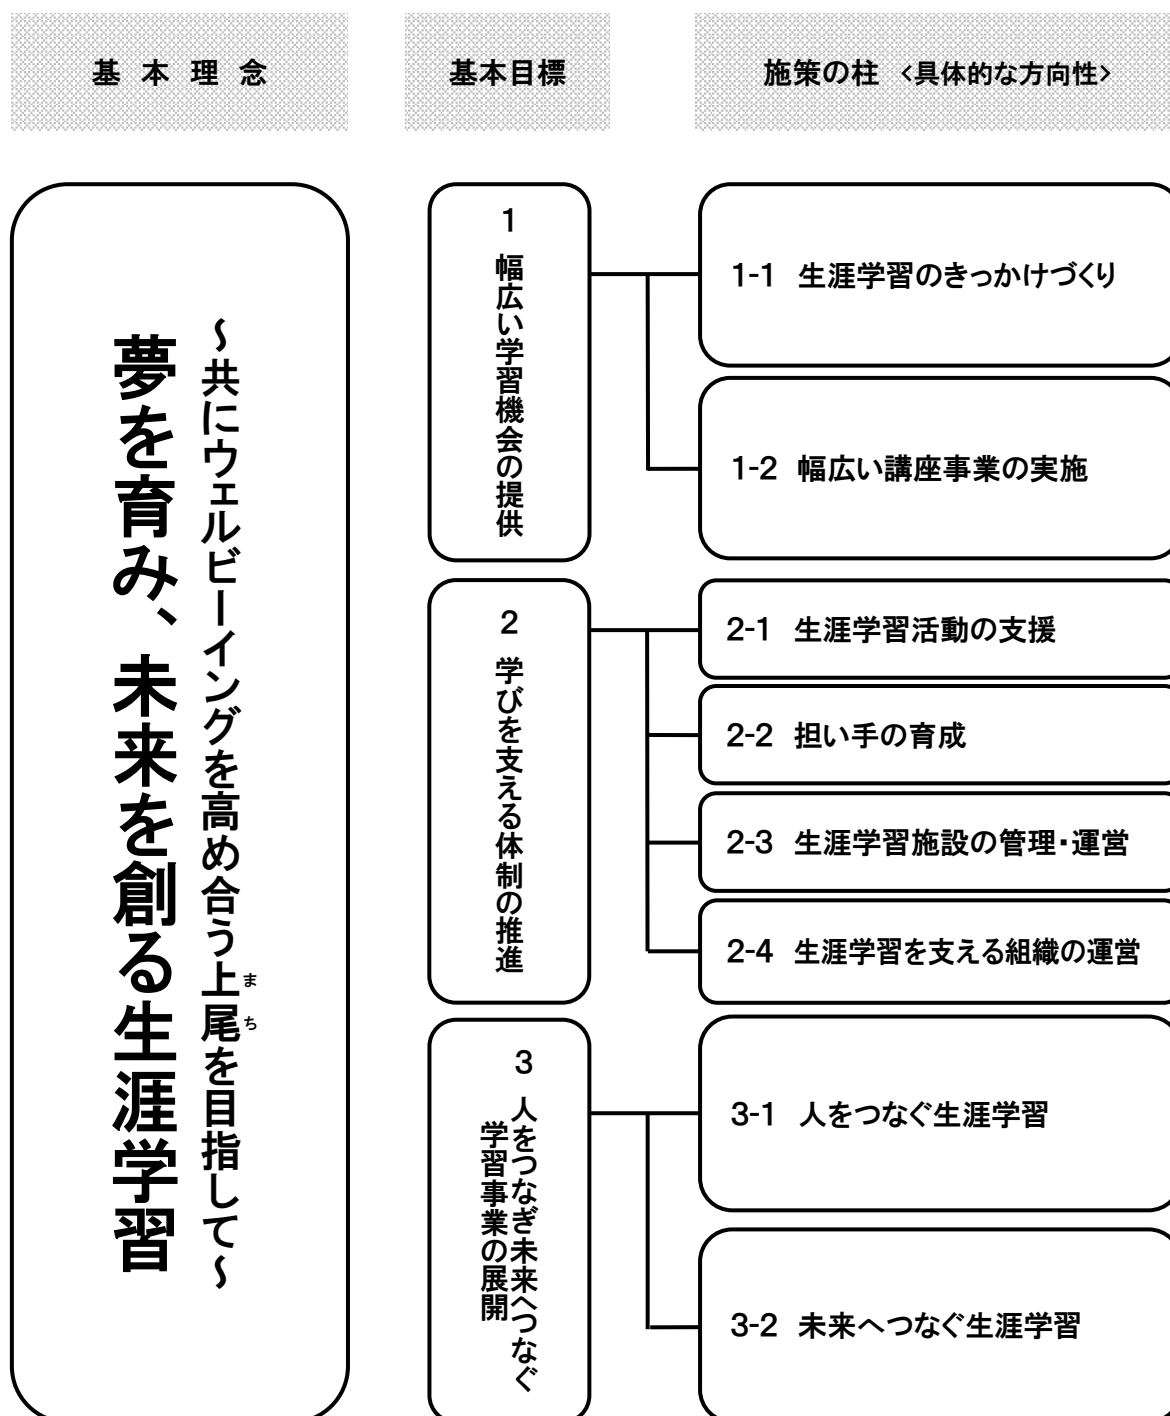 基本理念
基本目標
施策の柱 <具体的な方向性>
～共にウェルビーイングを高め合う上尾を目指して～
まち
夢を育み、未来を創る生涯学習
1 幅広い学習機会の提供
1-1 生涯学習のきっかけづくり
1-2 幅広い講座事業の実施
2 学びを支える体制の推進
2-1 生涯学習活動の支援
2-2 担い手の育成
2-3 生涯学習施設の管理・運営
2-4 生涯学習を支える組織の運営
3 人をつなぎ未来へつなぐ
学習事業の展開
3-1 人をつなぐ生涯学習
3-2 未来へつなぐ生涯学習